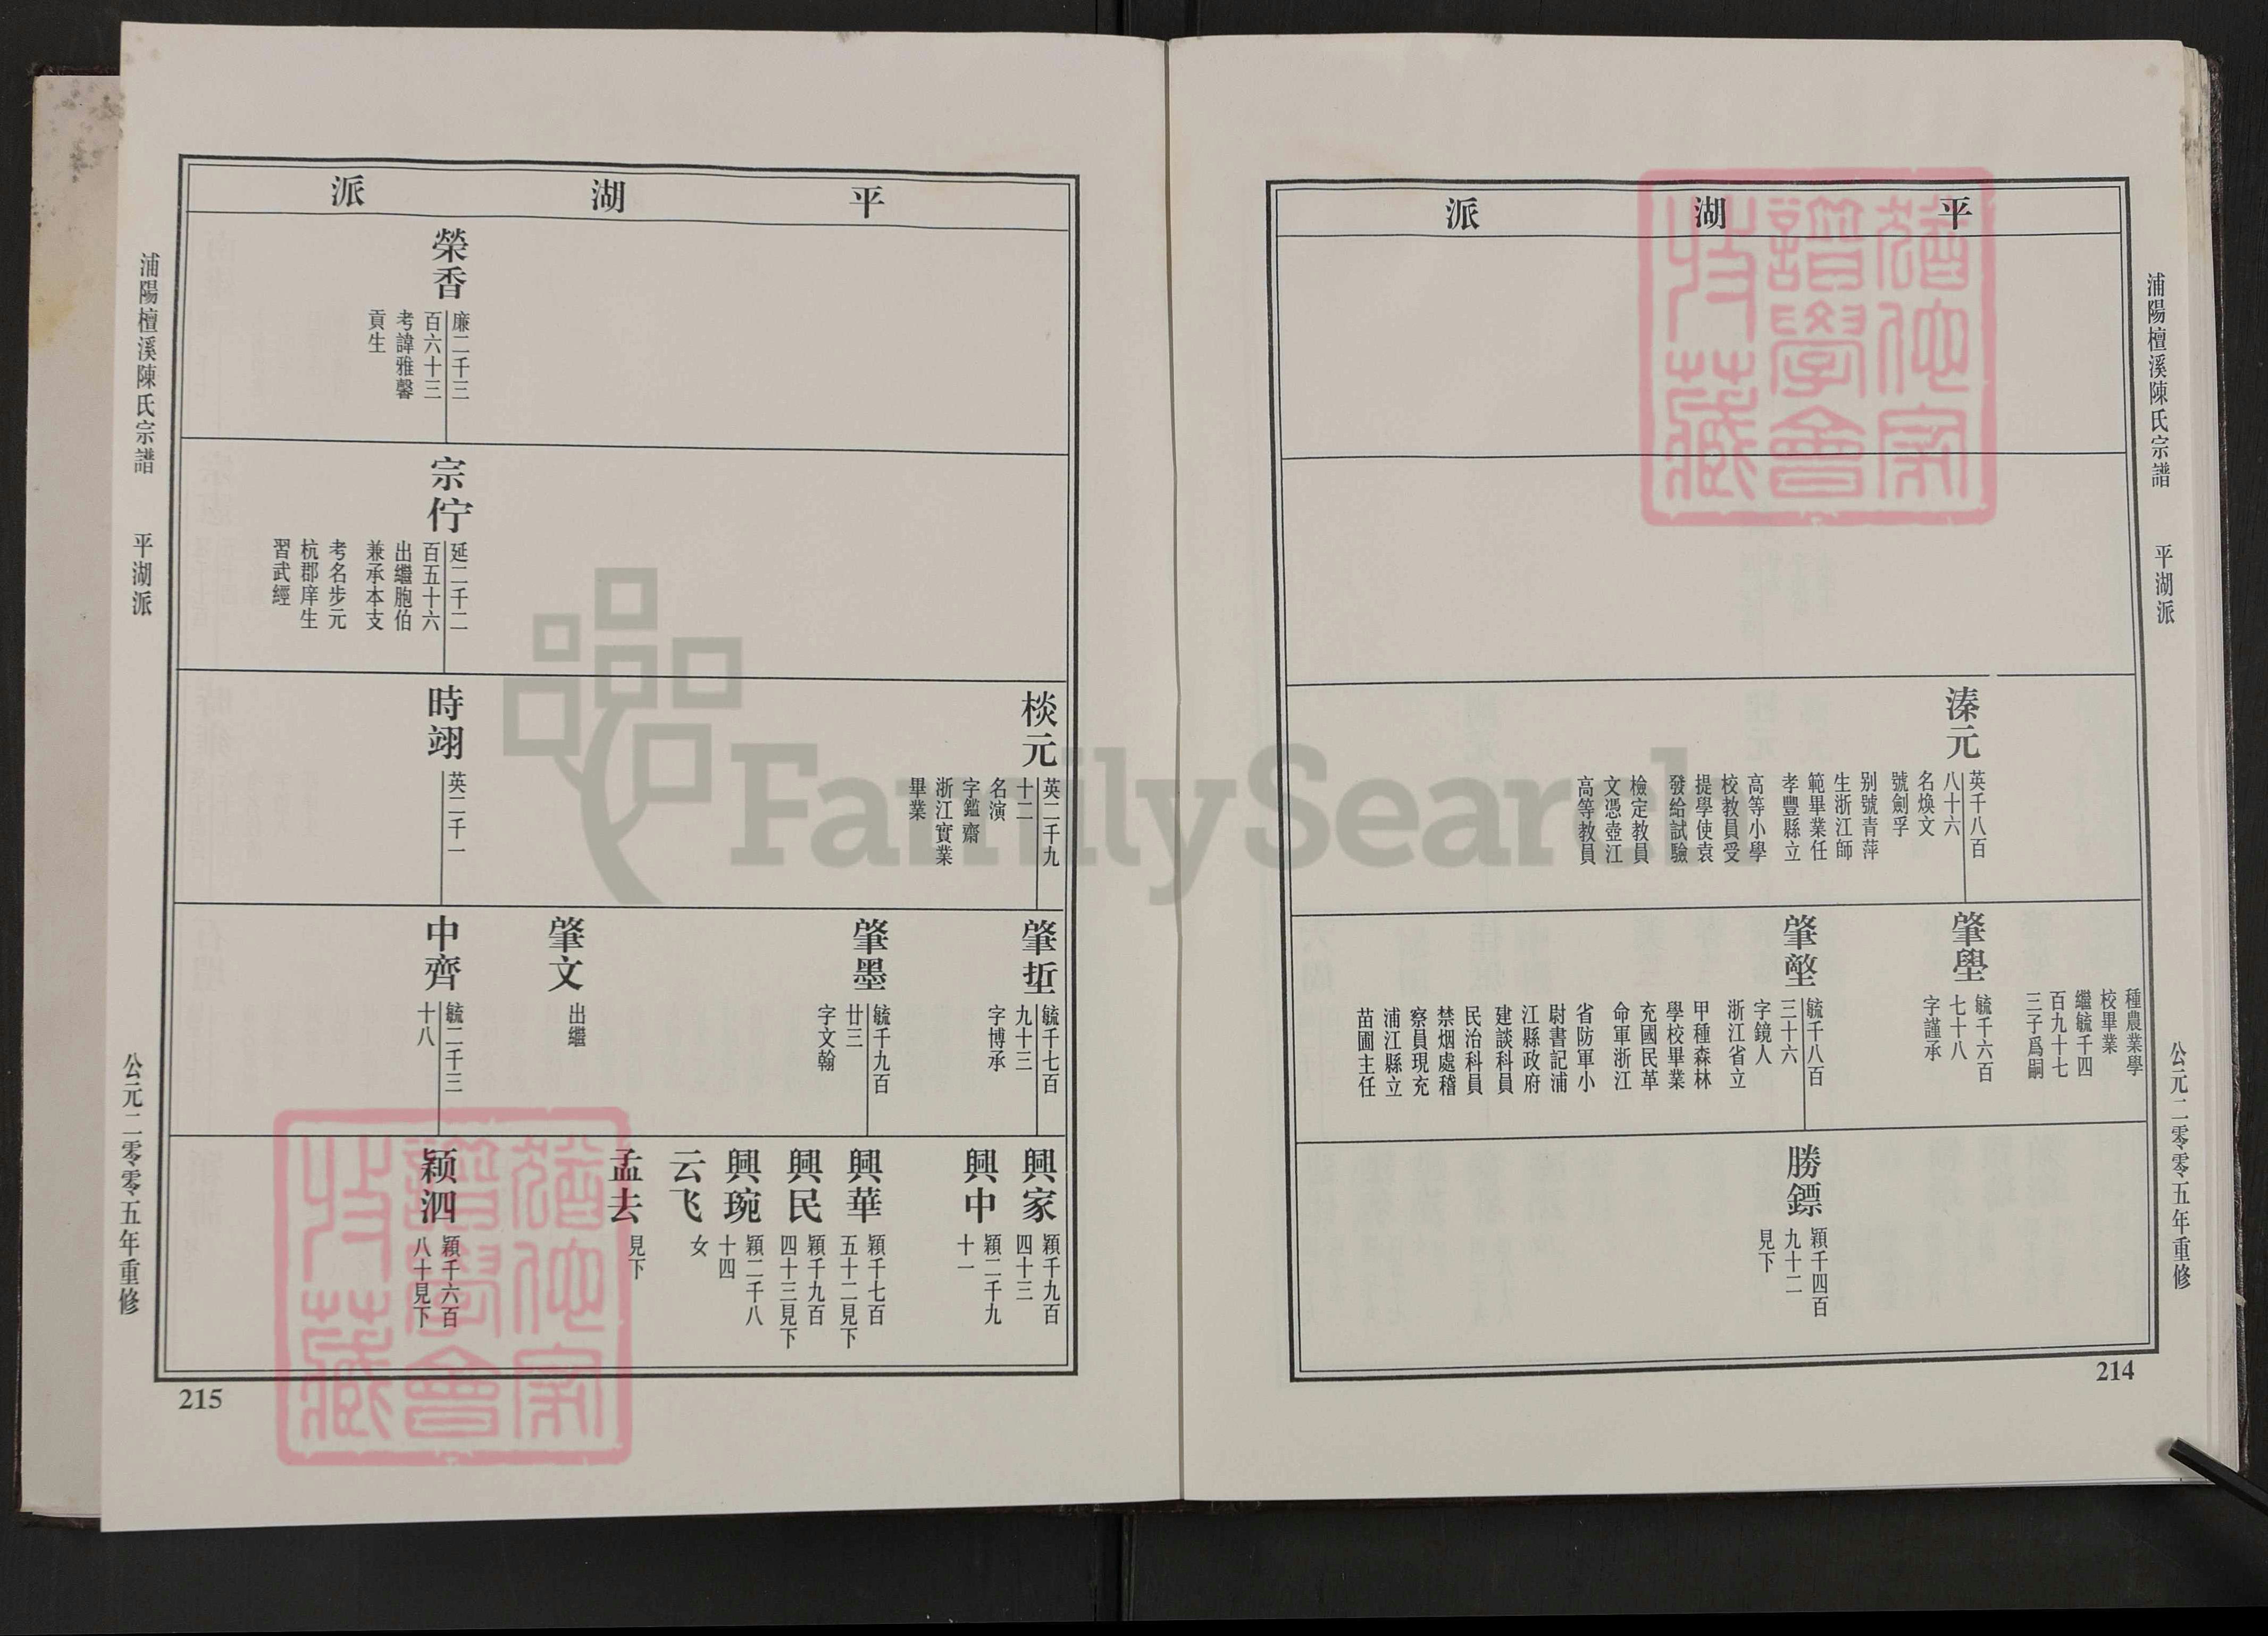 浦陽檀溪陳氏宗譜
平湖派
公元二零零五年重修
214
平湖派
溱元
英千八百
八十六
名煥文
號劍孚
别號青萍
生浙江師
範畢業任
孝豐縣立
高等小學
校教員受
提學使袁
發給試驗
檢定教員
文憑壺江
高等教員
種農業學
校畢業
繼毓千四
百九十七
三子爲嗣
肇壆
毓千六百
七十八
字謹承
毓千八百
三十六
字鏡人
浙江省立
甲種森林
學校畢業
充國民革
命軍浙江
省防軍小
尉書記浦
江縣政府
建談科員
民治科員
禁烟處稽
察員現充
浦江縣立
苗圃主任
勝鏢
穎千四百
九十二
見下
平湖派
榮香
廉二千三
百六十三
考諱雅馨
貢生
宗佇
延二千二
百五十六
出繼胞伯
兼承本支
考名步元
杭郡庠生
習武經
棪元
英二千九
十二
名演
字鑑齋
浙江實業
畢業
時翊
英二千一
肇垽
毓千七百
九十三
字博承
肇墨
毓千九百
廿三
字文翰
肇文
出繼
中齊
毓二千三
十八
興家
穎千九百
四十三
興中
穎二千九
十一
興華
穎千七百
五十二見下
興民
穎千九百
四十三見下
興琬
穎二千八
十四
云飞
女
孟去
見下
颖泗
穎千六百
八十見下
浦陽檀溪陳氏宗譜
平湖派
公元二零零五年重修
215
FamilySearch